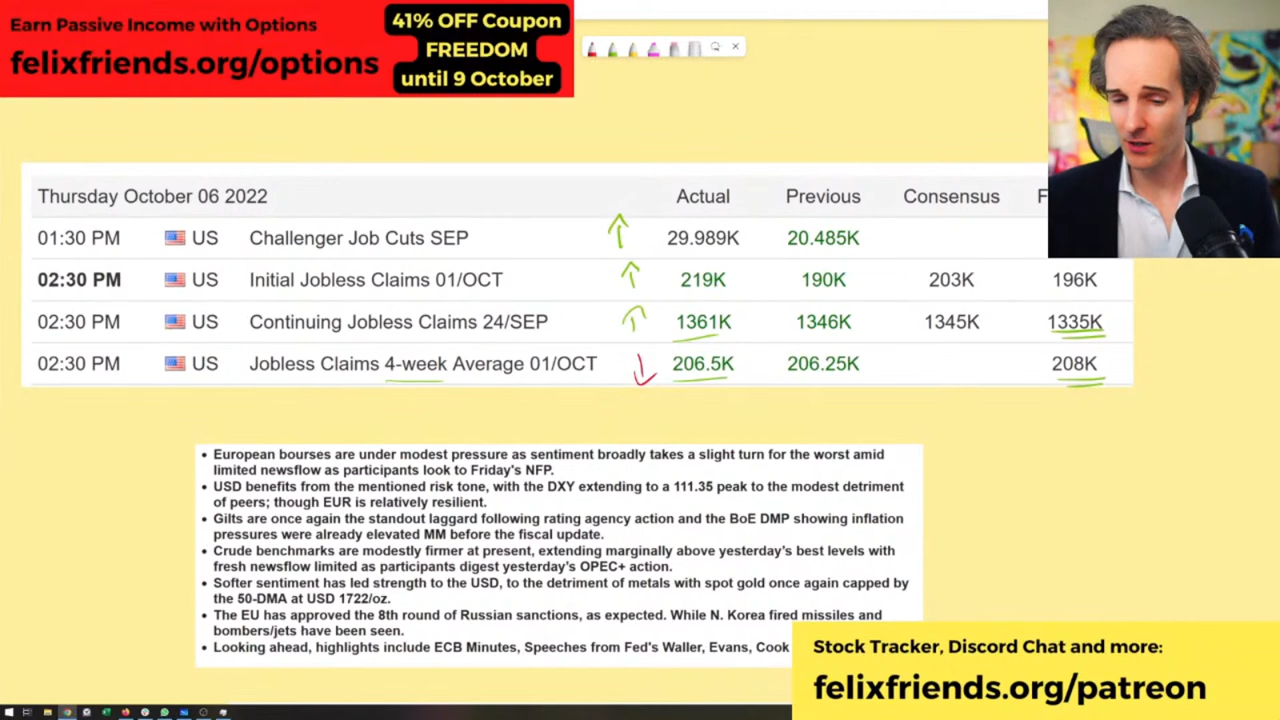 Earn Passive Income with Options
felixfriends.org/options
41% OFF Coupon
FREEDOM
until 9 October
Thursday October 06 2022 Actual Previous Consensus F
01:30 PM US Challenger Job Cuts SEP 29.989K 20.485K
02:30 PM US Initial Jobless Claims 01/OCT 219K 190K 203K 196K
02:30 PM US Continuing Jobless Claims 24/SEP 1361K 1346K 1345K 1335K
02:30 PM US Jobless Claims 4-week Average 01/OCT 206.5K 206.25K 208K
• European bourses are under modest pressure as sentiment broadly takes a slight turn for the worst amid
limited newsflow as participants look to Friday's NFP.
• USD benefits from the mentioned risk tone, with the DXY extending to a 111.35 peak to the modest detriment
of peers; though EUR is relatively resilient.
• Gilts are once again the standout laggard following rating agency action and the BoE DMP showing inflation
pressures were already elevated MM before the fiscal update.
• Crude benchmarks are modestly firmer at present, extending marginally above yesterday's best levels with
fresh newsflow limited as participants digest yesterday's OPEC+ action.
• Softer sentiment has led strength to the USD, to the detriment of metals with spot gold once again capped by
the 50-DMA at USD 1722/oz.
• The EU has approved the 8th round of Russian sanctions, as expected. While N. Korea fired missiles and
bombers/jets have been seen.
• Looking ahead, highlights include ECB Minutes, Speeches from Fed's Waller, Evans, Cook
Stock Tracker, Discord Chat and more:
felixfriends.org/patreon